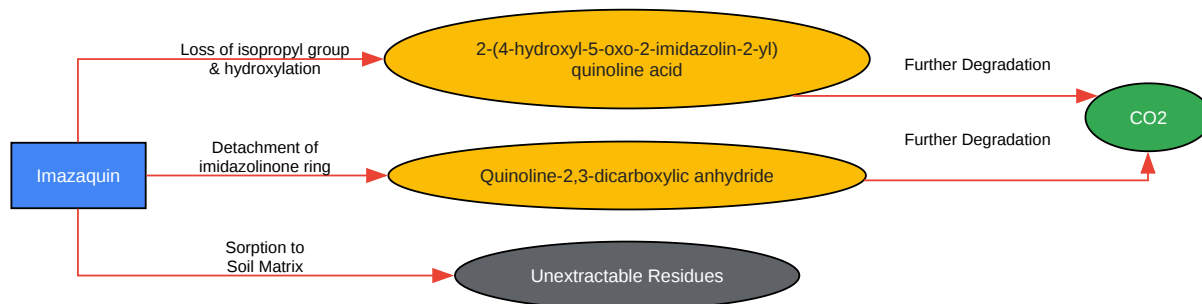 Loss of isopropyl group
& hydroxylation
2-(4-hydroxyl-5-oxo-2-imidazolin-2-yl)
quinoline acid
Further Degradation
CO2
Imazaquin
Detachment of
imidazolinone ring
Quinoline-2,3-dicarboxylic anhydride
Further Degradation
Sorption to
Soil Matrix
Unextractable Residues